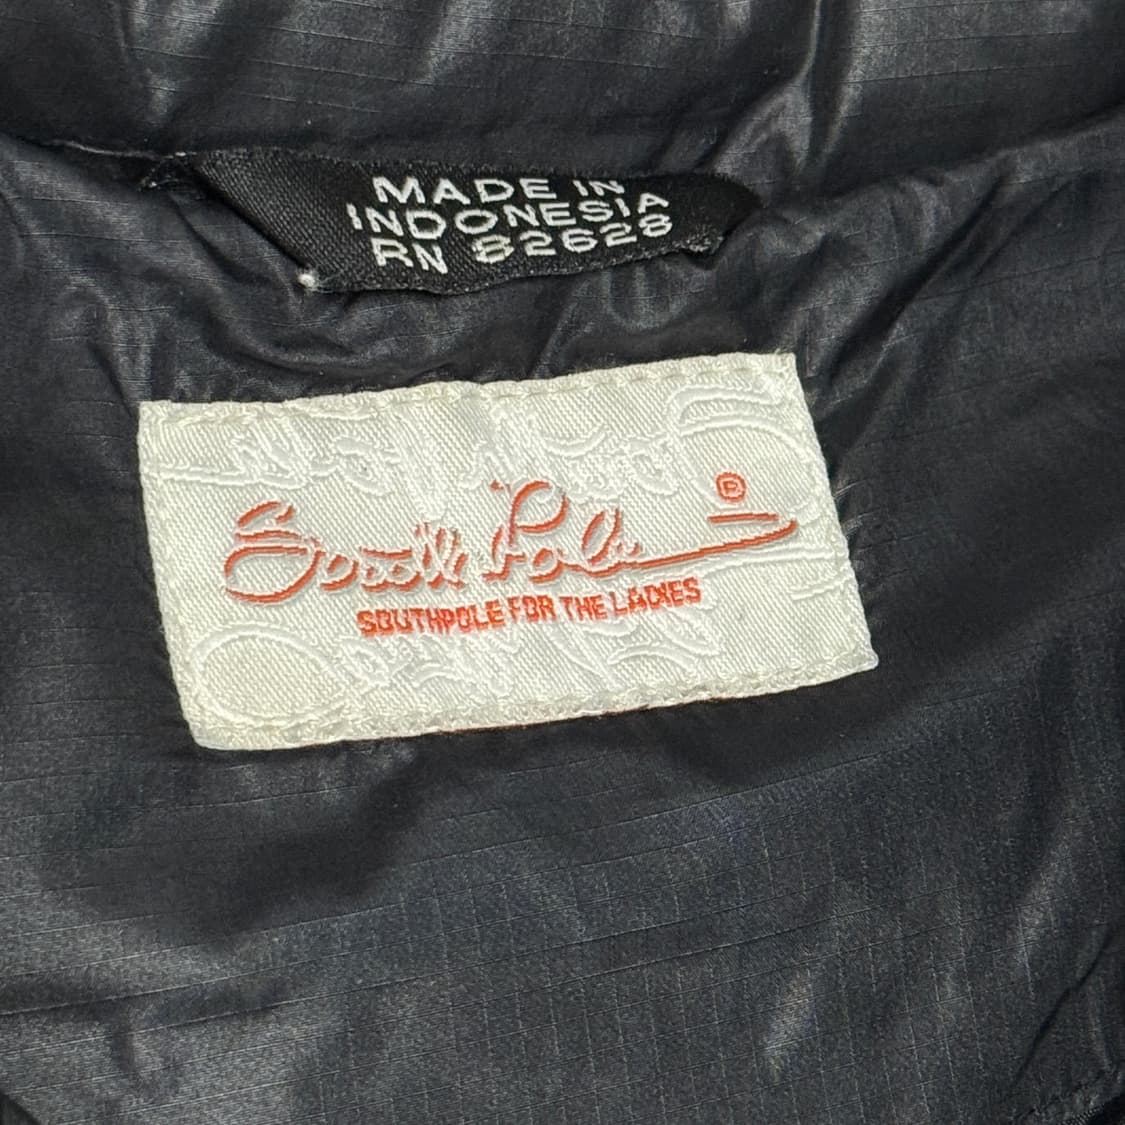 MADE IN
INDONESIA
RN 82628
South Pole ®
SOUTHPOLE FOR THE LADIES